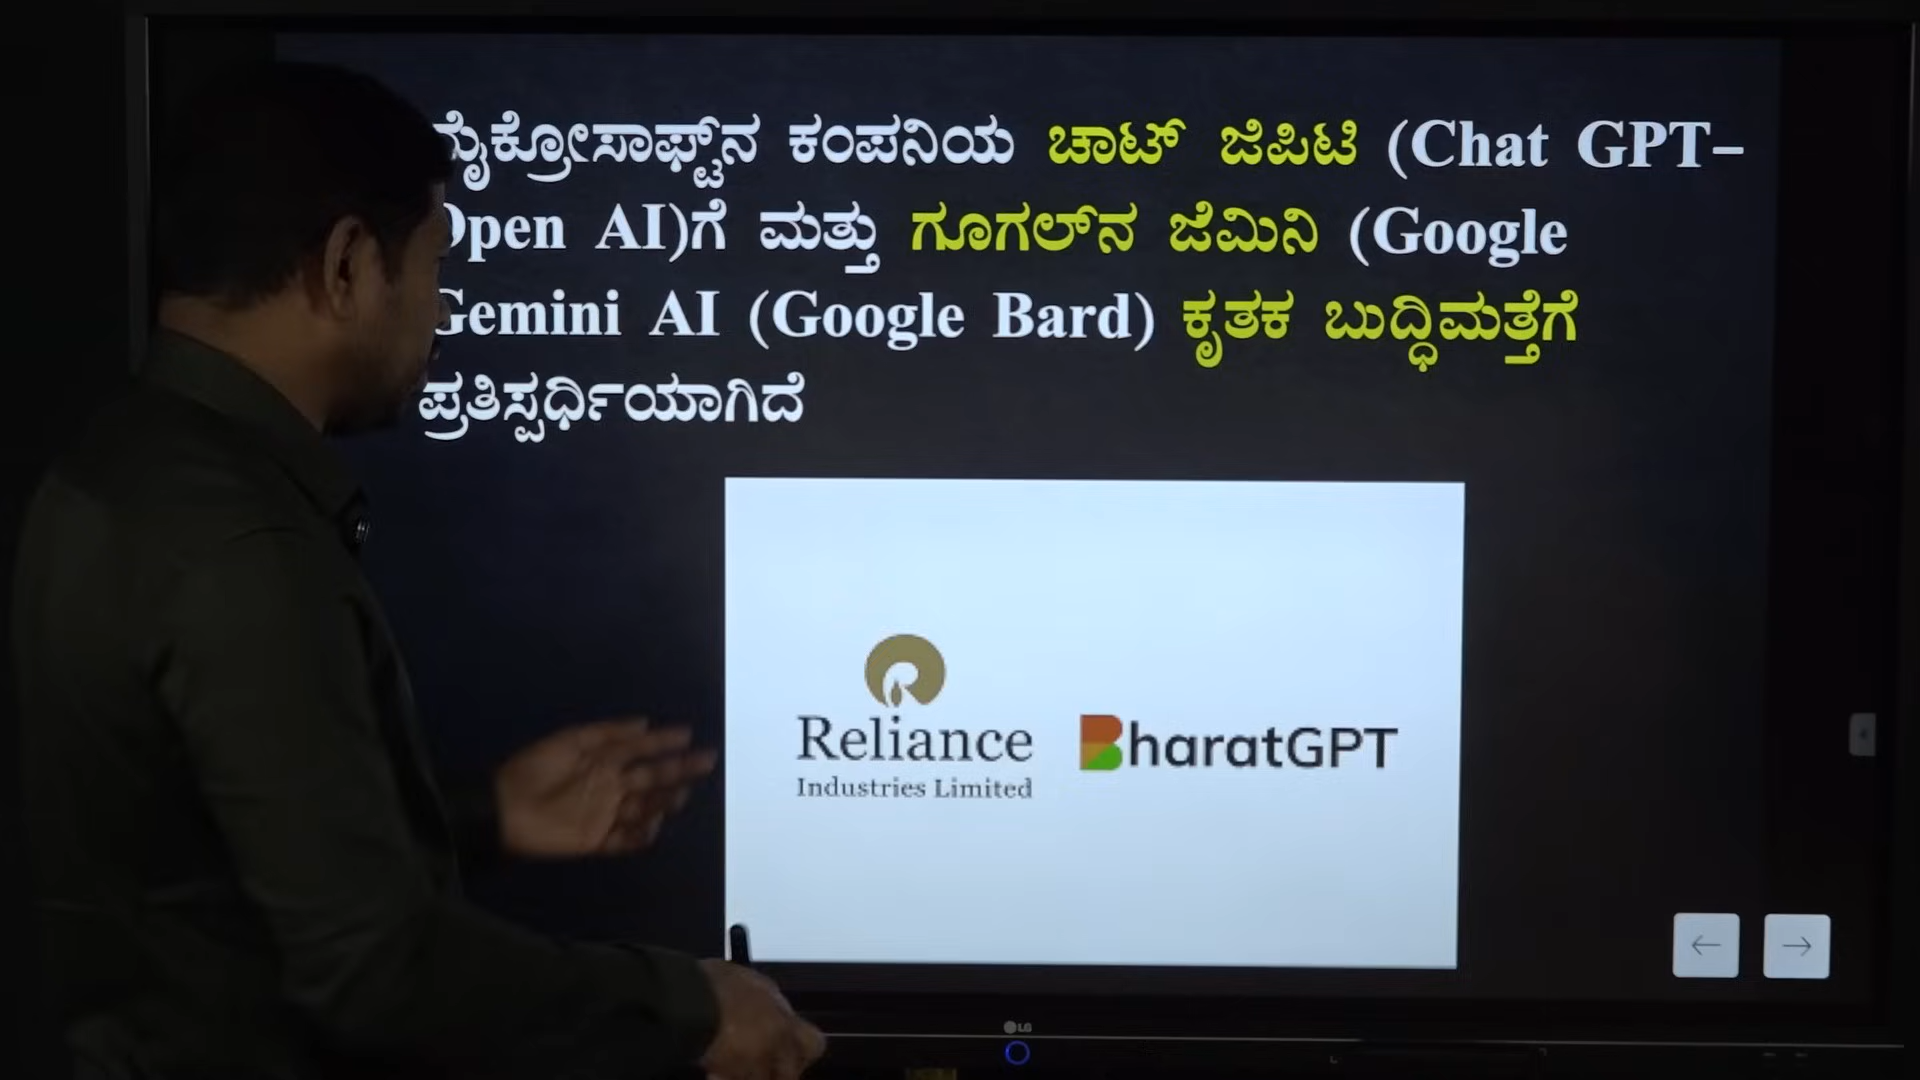 ಮೈಕ್ರೋಸಾಫ್ಟ್‌ನ ಕಂಪನಿಯ ಚಾಟ್ ಜಿಪಿಟಿ (Chat GPT–
Open AI)ಗೆ ಮತ್ತು ಗೂಗಲ್‌ನ ಜೆಮಿನಿ (Google
Gemini AI (Google Bard) ಕೃತಕ ಬುದ್ಧಿಮತ್ತೆಗೆ
ಪ್ರತಿಸ್ಪರ್ಧಿಯಾಗಿದೆ
Reliance
Industries Limited
BharatGPT
LG